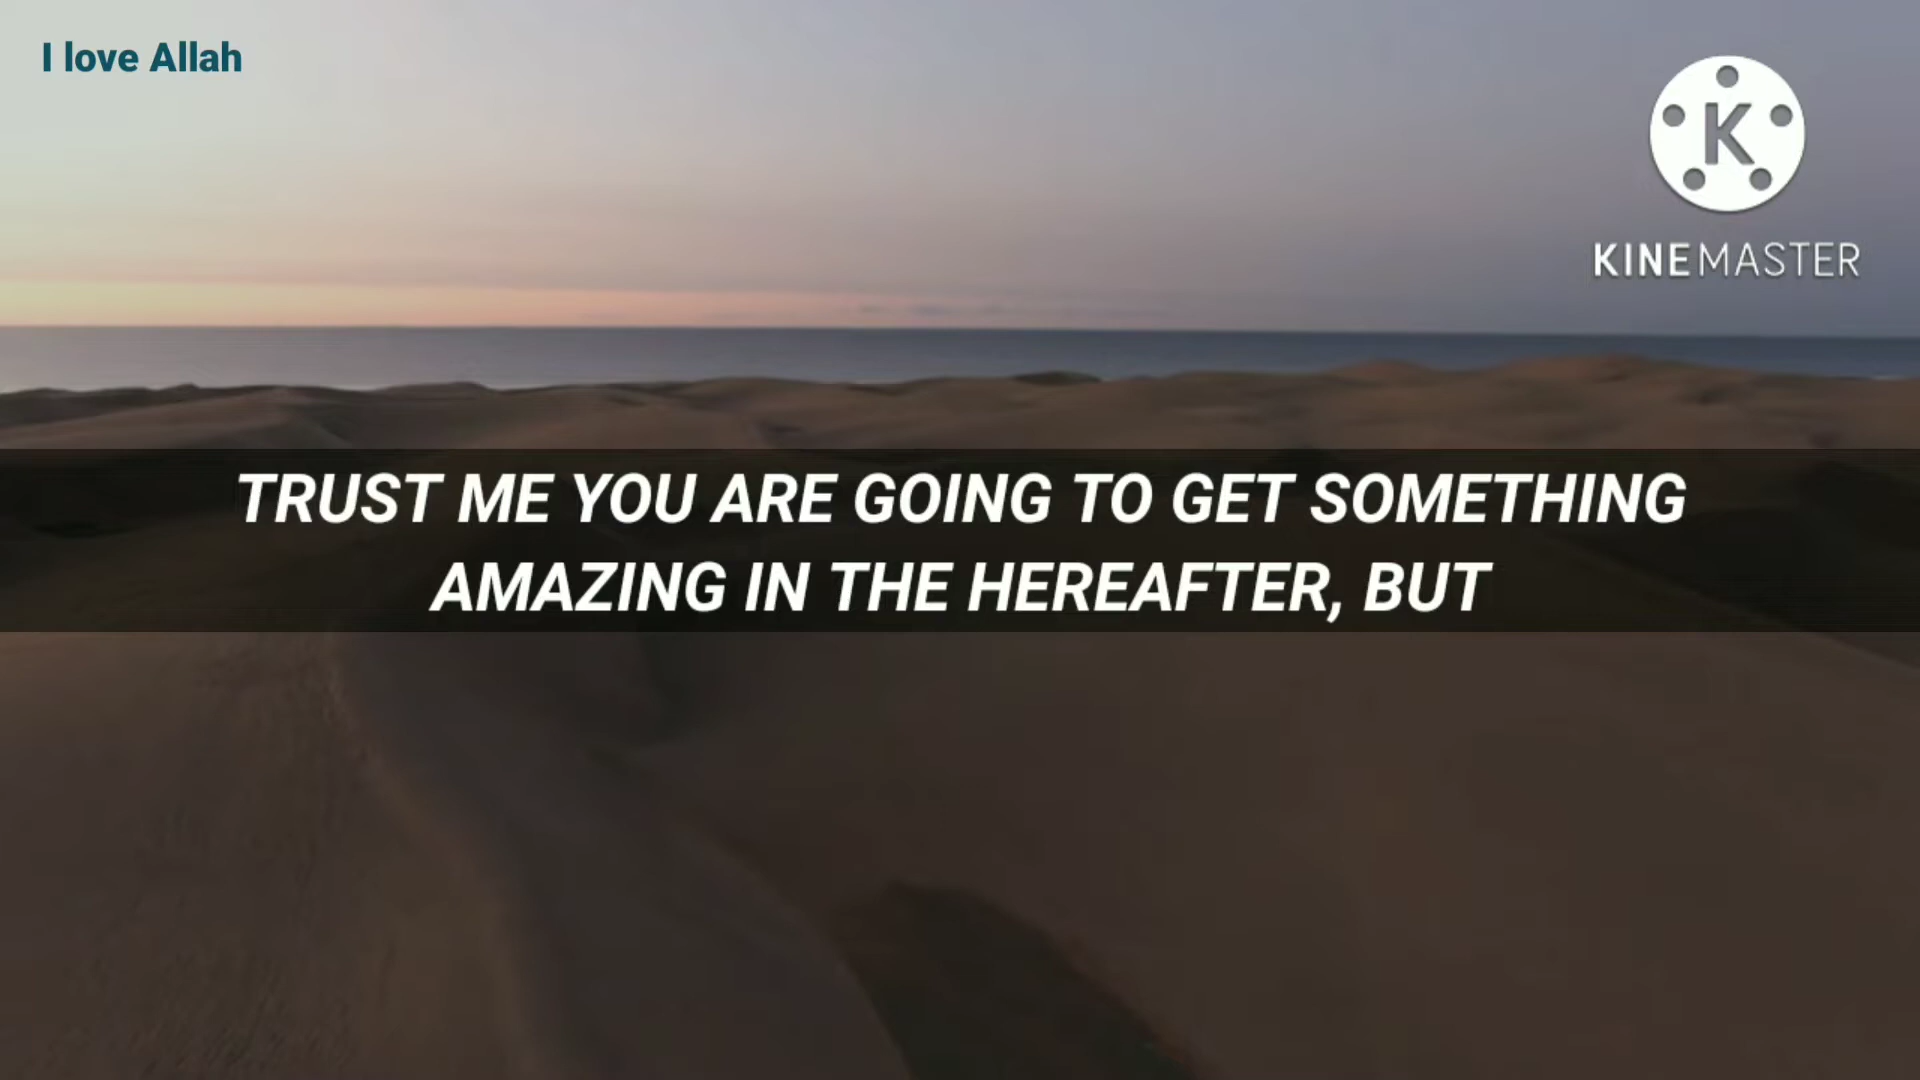 I love Allah
K
KINEMASTER
TRUST ME YOU ARE GOING TO GET SOMETHING
AMAZING IN THE HEREAFTER, BUT